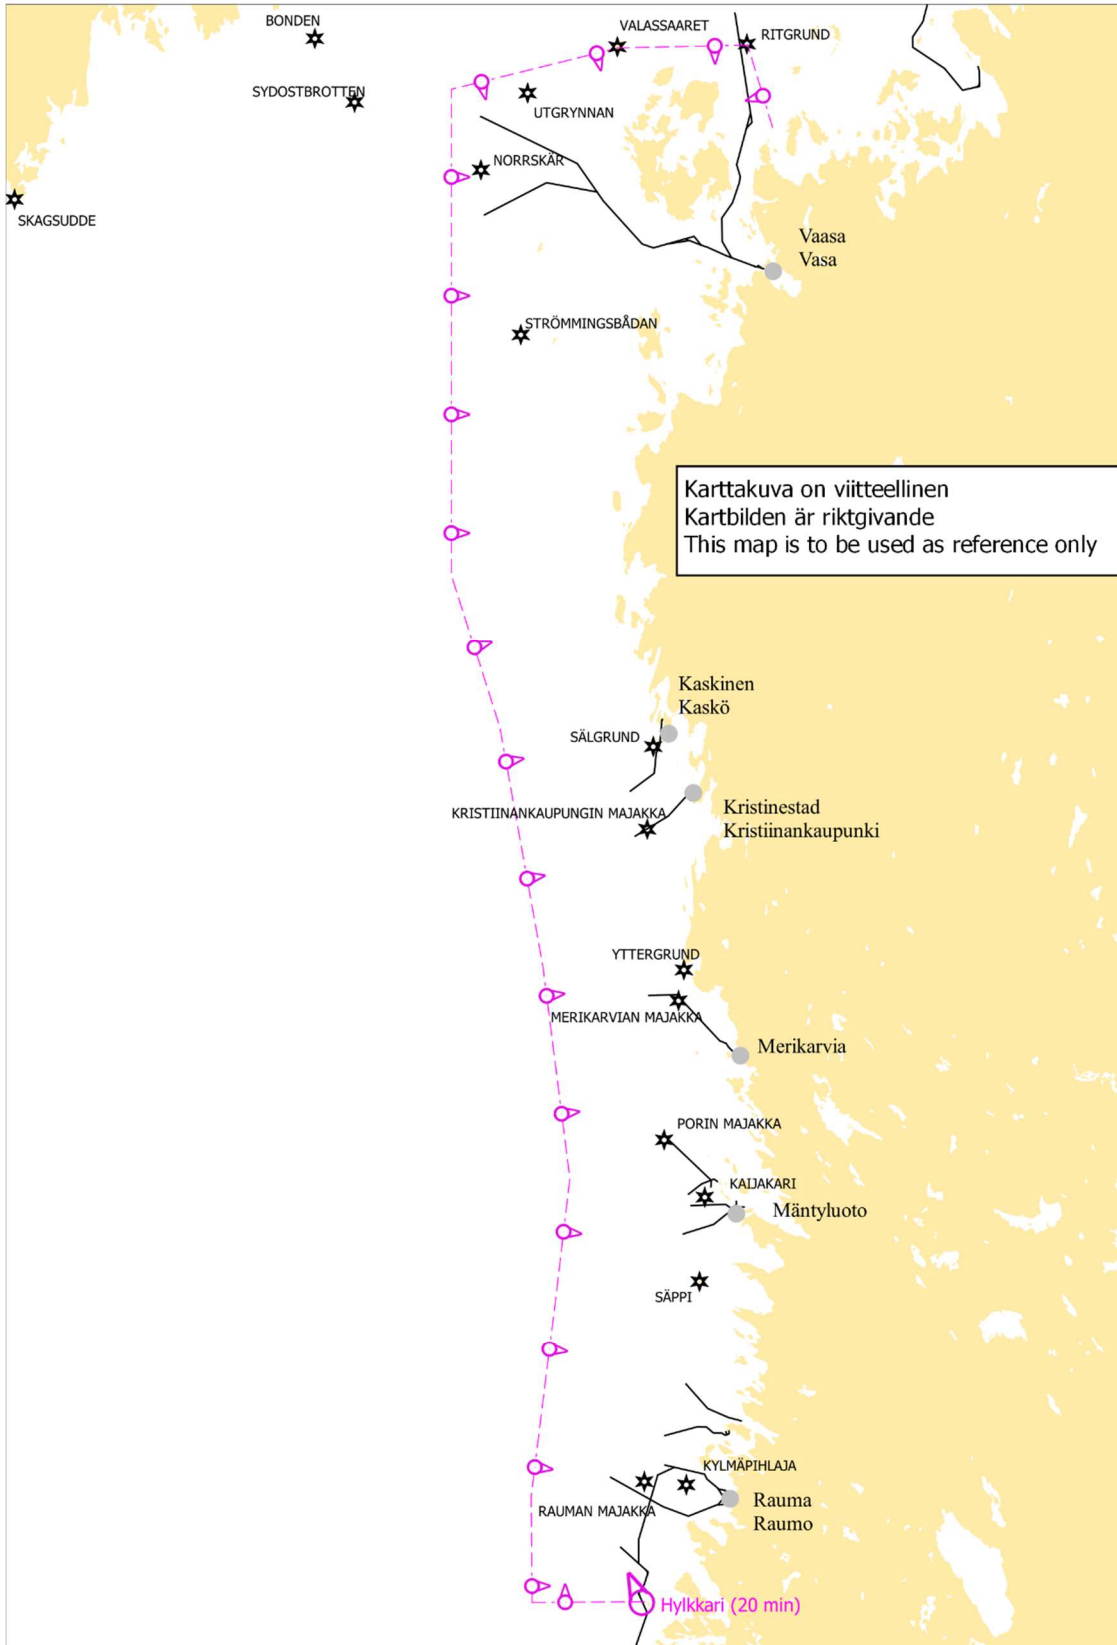 BONDEN
VALASSAARET
RITGRUND
SYDOSTBROTTEN
UTGRYNNAN
NORRSKÄR
SKAGSUDDE
Vaasa
Vasa
STRÖMMINGSBÅDAN
Karttakuva on viitteellinen
Kartbilden är riktgivande
This map is to be used as reference only
Kaskinen
Kaskö
SÄLGRUND
KRISTIINANKAUPUNGIN MAJAKKA
Kristinestad
Kristiinankaupunki
YTTERGRUND
MERIKARVIAN MAJAKKA
Merikarvia
PORIN MAJAKKA
KAIJAKARI
Mäntyluoto
SÄPPI
KYLMÄPIHLAJA
RAUMAN MAJAKKA
Rauma
Raumo
Hylkkari (20 min)